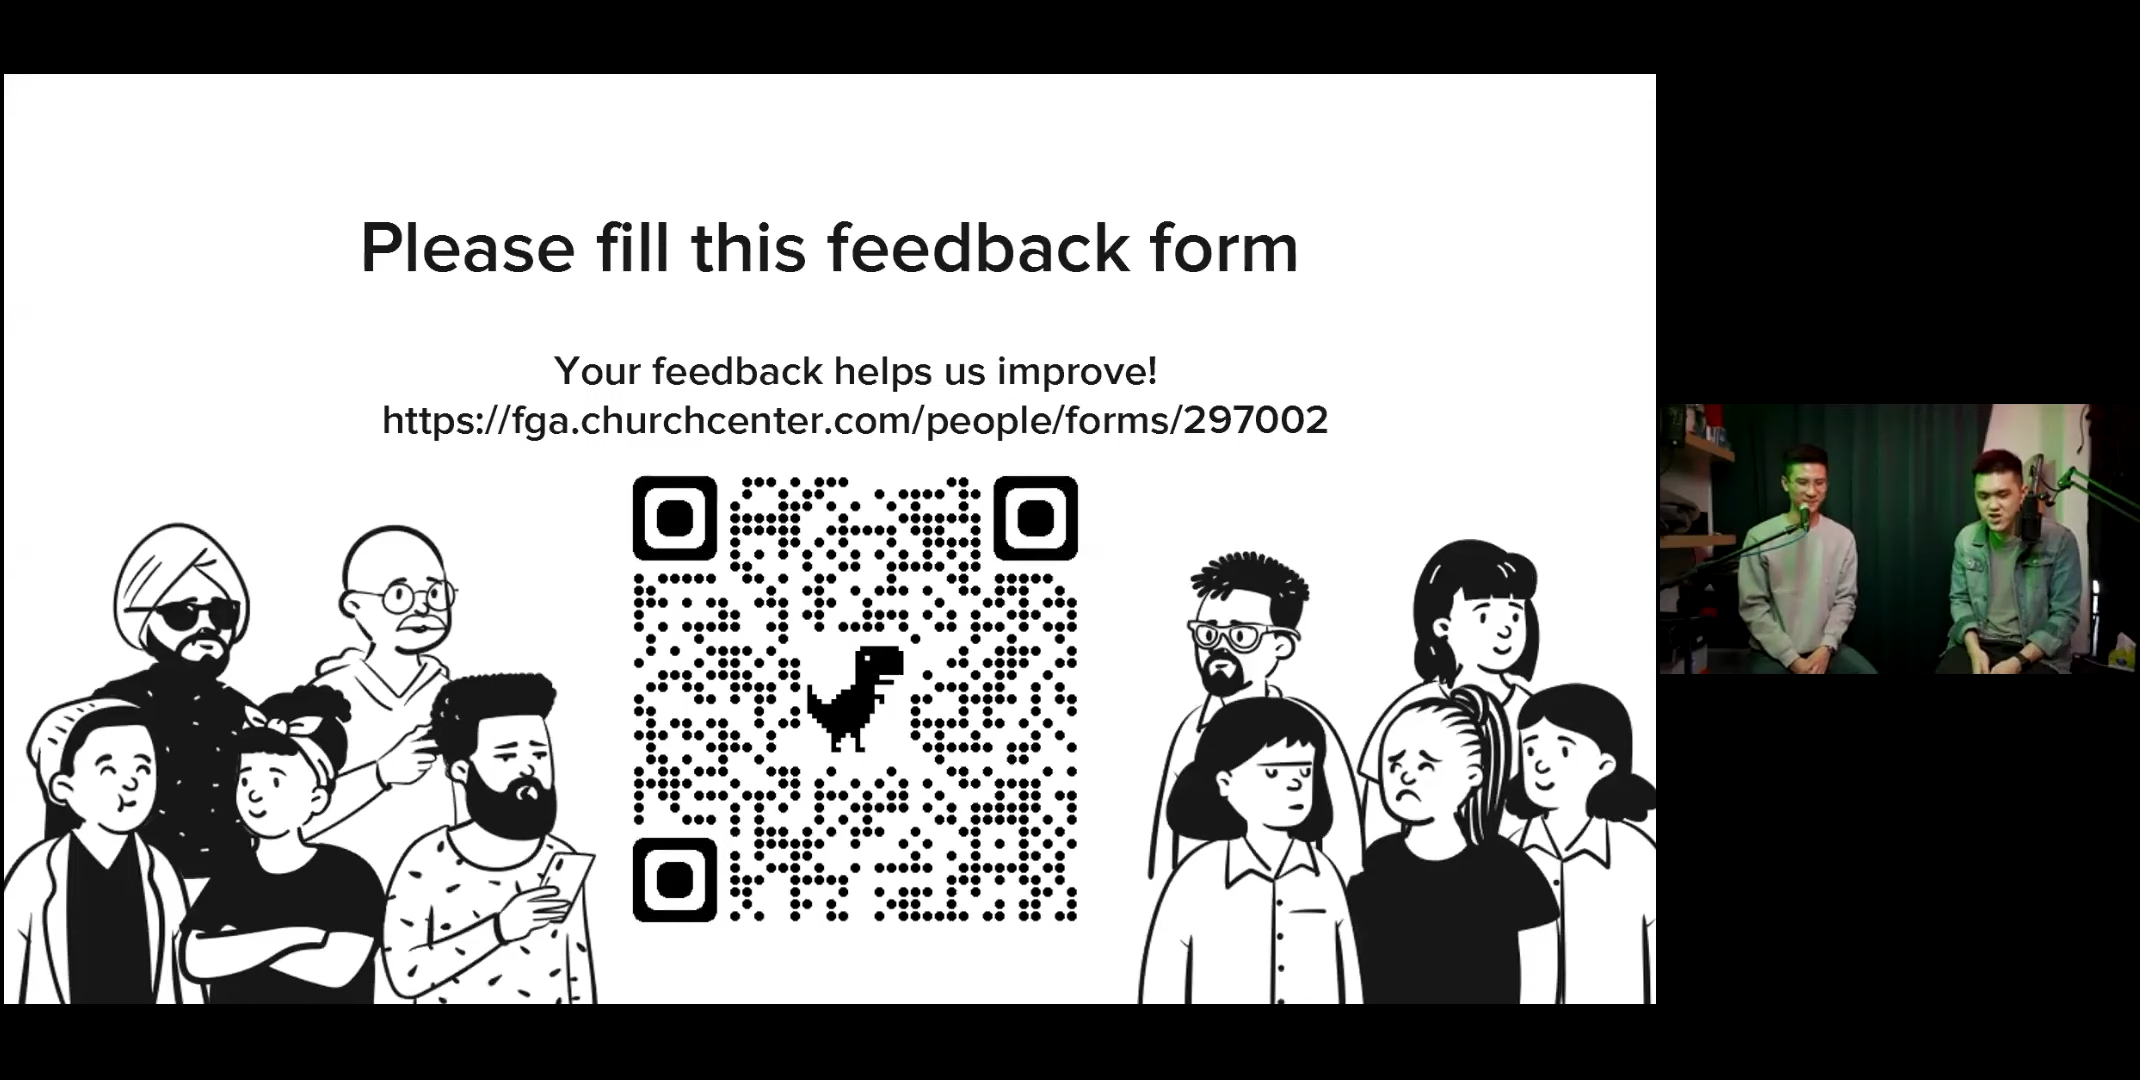 Please fill this feedback form
Your feedback helps us improve!
https://fga.churchcenter.com/people/forms/297002